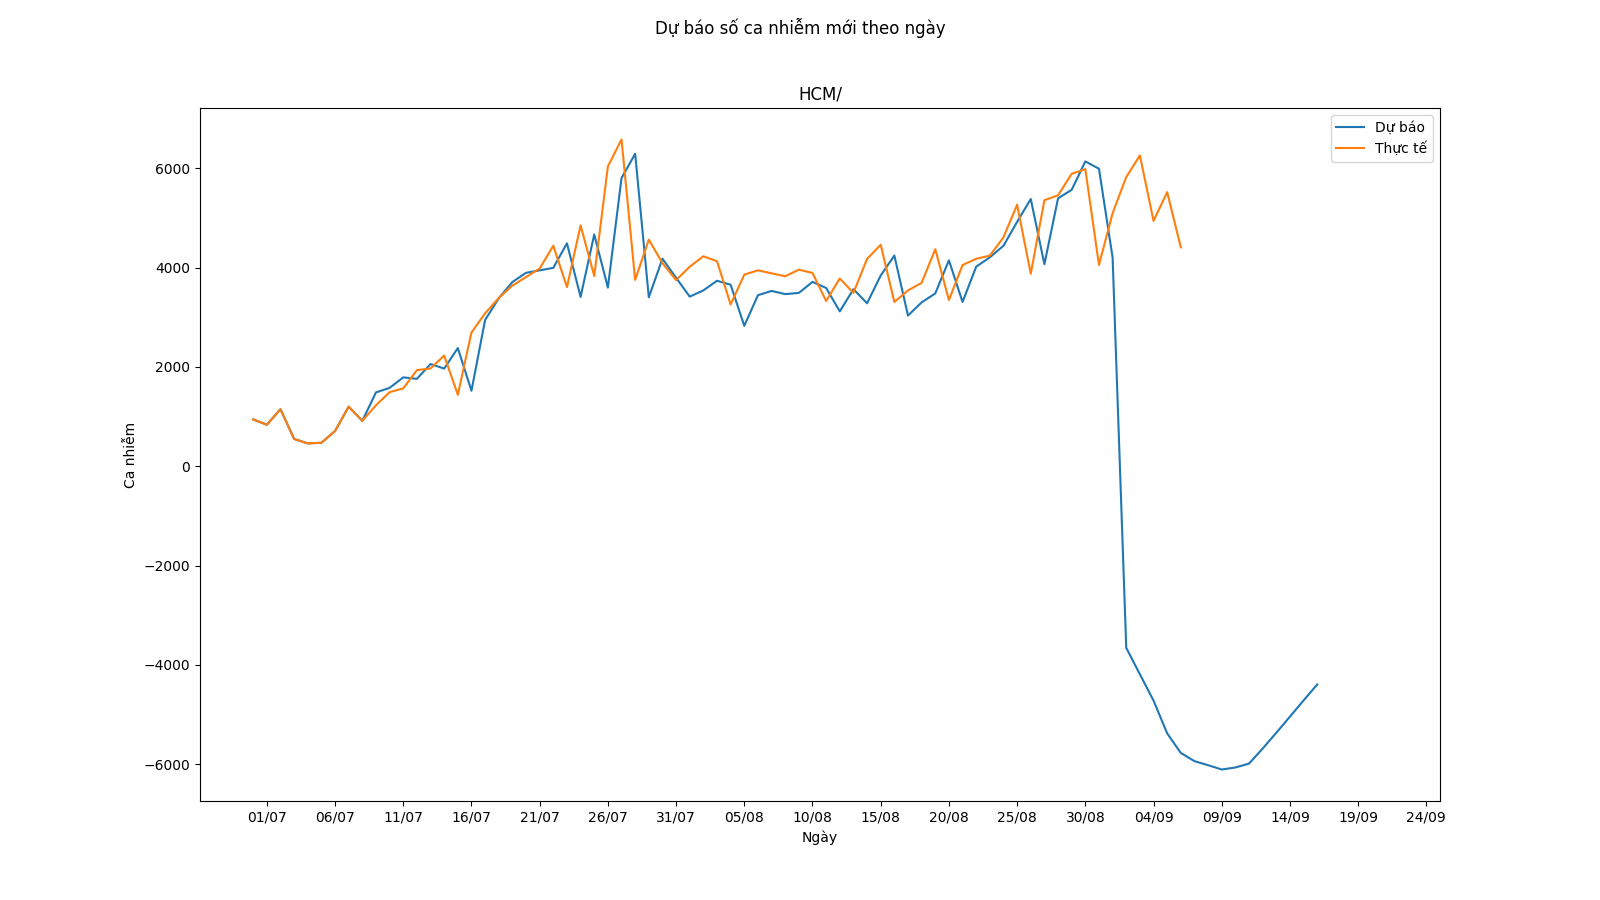 Dự báo số ca nhiễm mới theo ngày
HCM/
Dự báo
Thực tế
6000
4000
2000
0
−2000
−4000
−6000
Ca nhiễm
01/07 06/07 11/07 16/07 21/07 26/07 31/07 05/08 10/08 15/08 20/08 25/08 30/08 04/09 09/09 14/09 19/09 24/09
Ngày